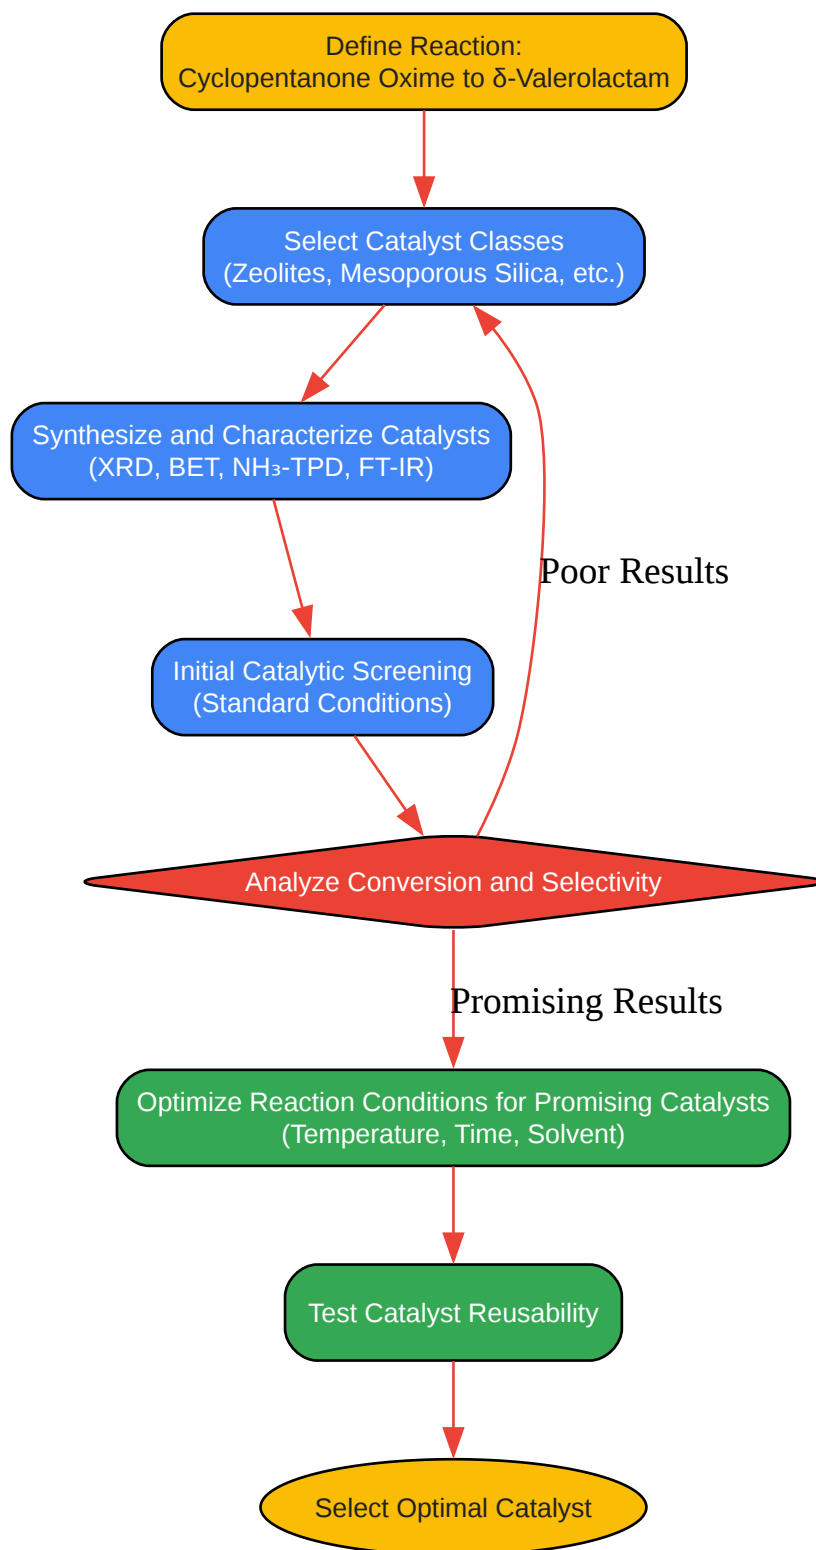 Define Reaction:
Cyclopentanone Oxime to δ-Valerolactam
Select Catalyst Classes
(Zeolites, Mesoporous Silica, etc.)
Synthesize and Characterize Catalysts
(XRD, BET, NH₃-TPD, FT-IR)
Poor Results
Initial Catalytic Screening
(Standard Conditions)
Analyze Conversion and Selectivity
Promising Results
Optimize Reaction Conditions for Promising Catalysts
(Temperature, Time, Solvent)
Test Catalyst Reusability
Select Optimal Catalyst